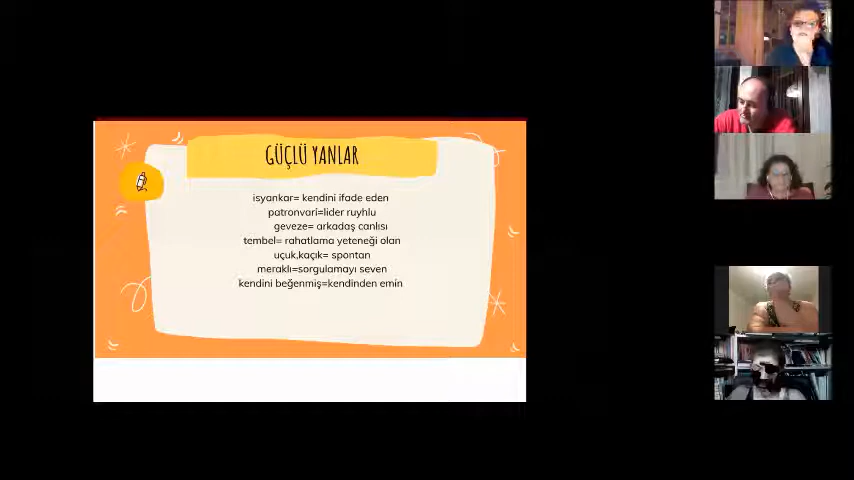 GÜÇLÜ YANLAR
isyankar= kendini ifade eden
patronvari=lider ruyhlu
geveze= arkadaş canlısı
tembel= rahatlama yeteneği olan
uçuk,kaçık= spontan
meraklı=sorgulamayı seven
kendini beğenmiş=kendinden emin